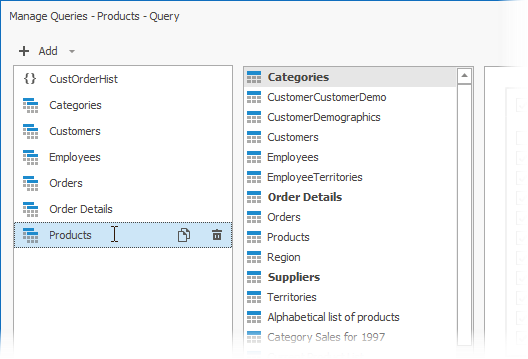 Manage Queries - Products - Query
Add
CustOrderHist
Categories
Customers
Employees
Orders
Order Details
Products
Categories
CustomerCustomerDemo
CustomerDemographics
Customers
Employees
EmployeeTerritories
Order Details
Orders
Products
Region
Suppliers
Territories
Alphabetical list of products
Category Sales for 1997